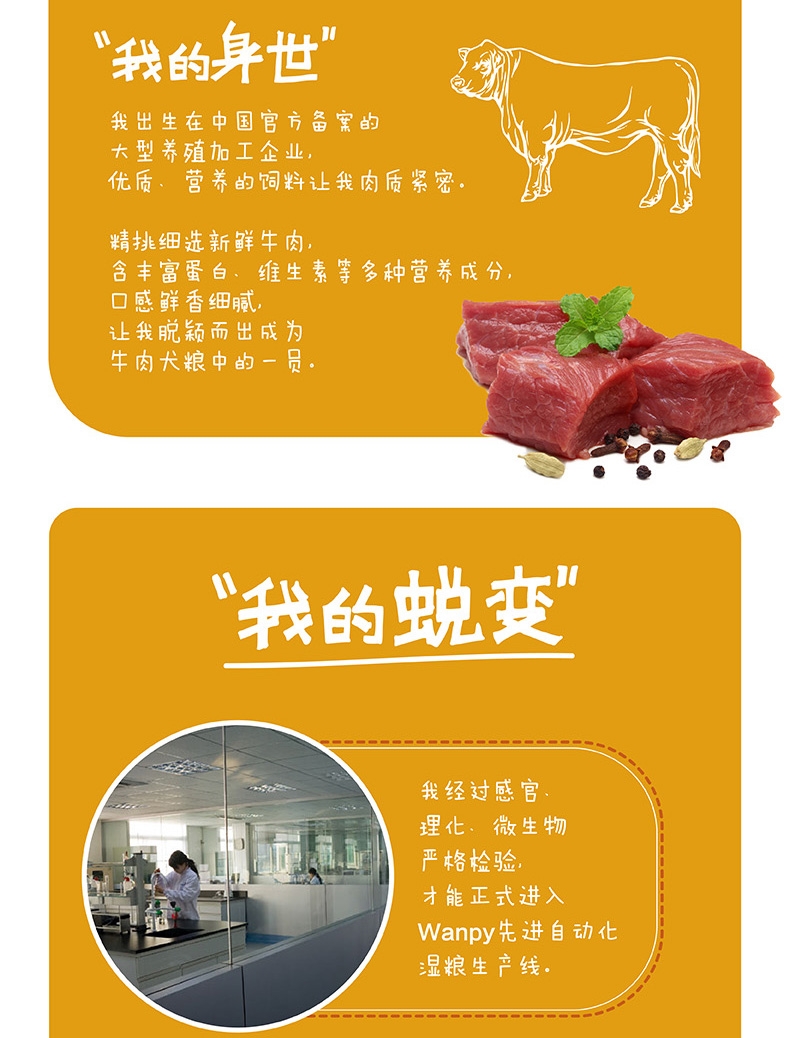 “我的身世”
我出生在中国官方备案的
大型养殖加工企业，
优质、营养的饲料让我肉质紧密。
精挑细选新鲜牛肉，
含丰富蛋白、维生素等多种营养成分，
口感鲜香细腻，
让我脱颖而出成为
牛肉犬粮中的一员。
“我的蜕变”
我经过感官、
理化、微生物
严格检验，
才能正式进入
Wanpy先进自动化
湿粮生产线。